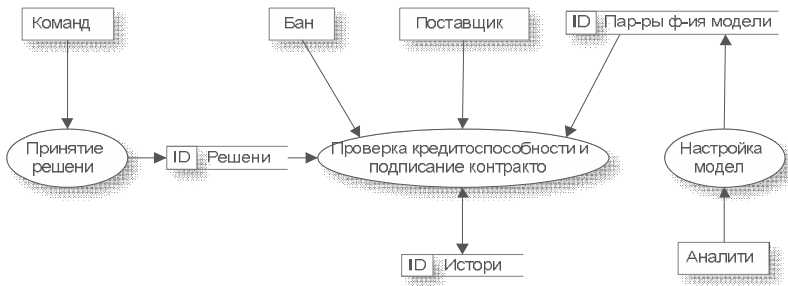 Команд
Бан
Поставщик
ID Пар-ры ф-ия модели
Принятие
решени
ID Решени
Проверка кредитоспособности и
подписание контракто
Настройка
модел
ID Истори
Аналити